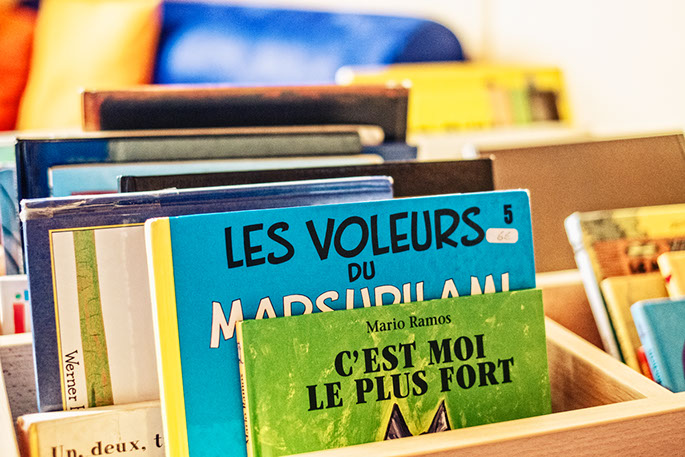 LES VOLEURS
5
DU
MARSUPILAMI
Mario Ramos
C'EST MOI
LE PLUS FORT
Werner
Un, deux, t